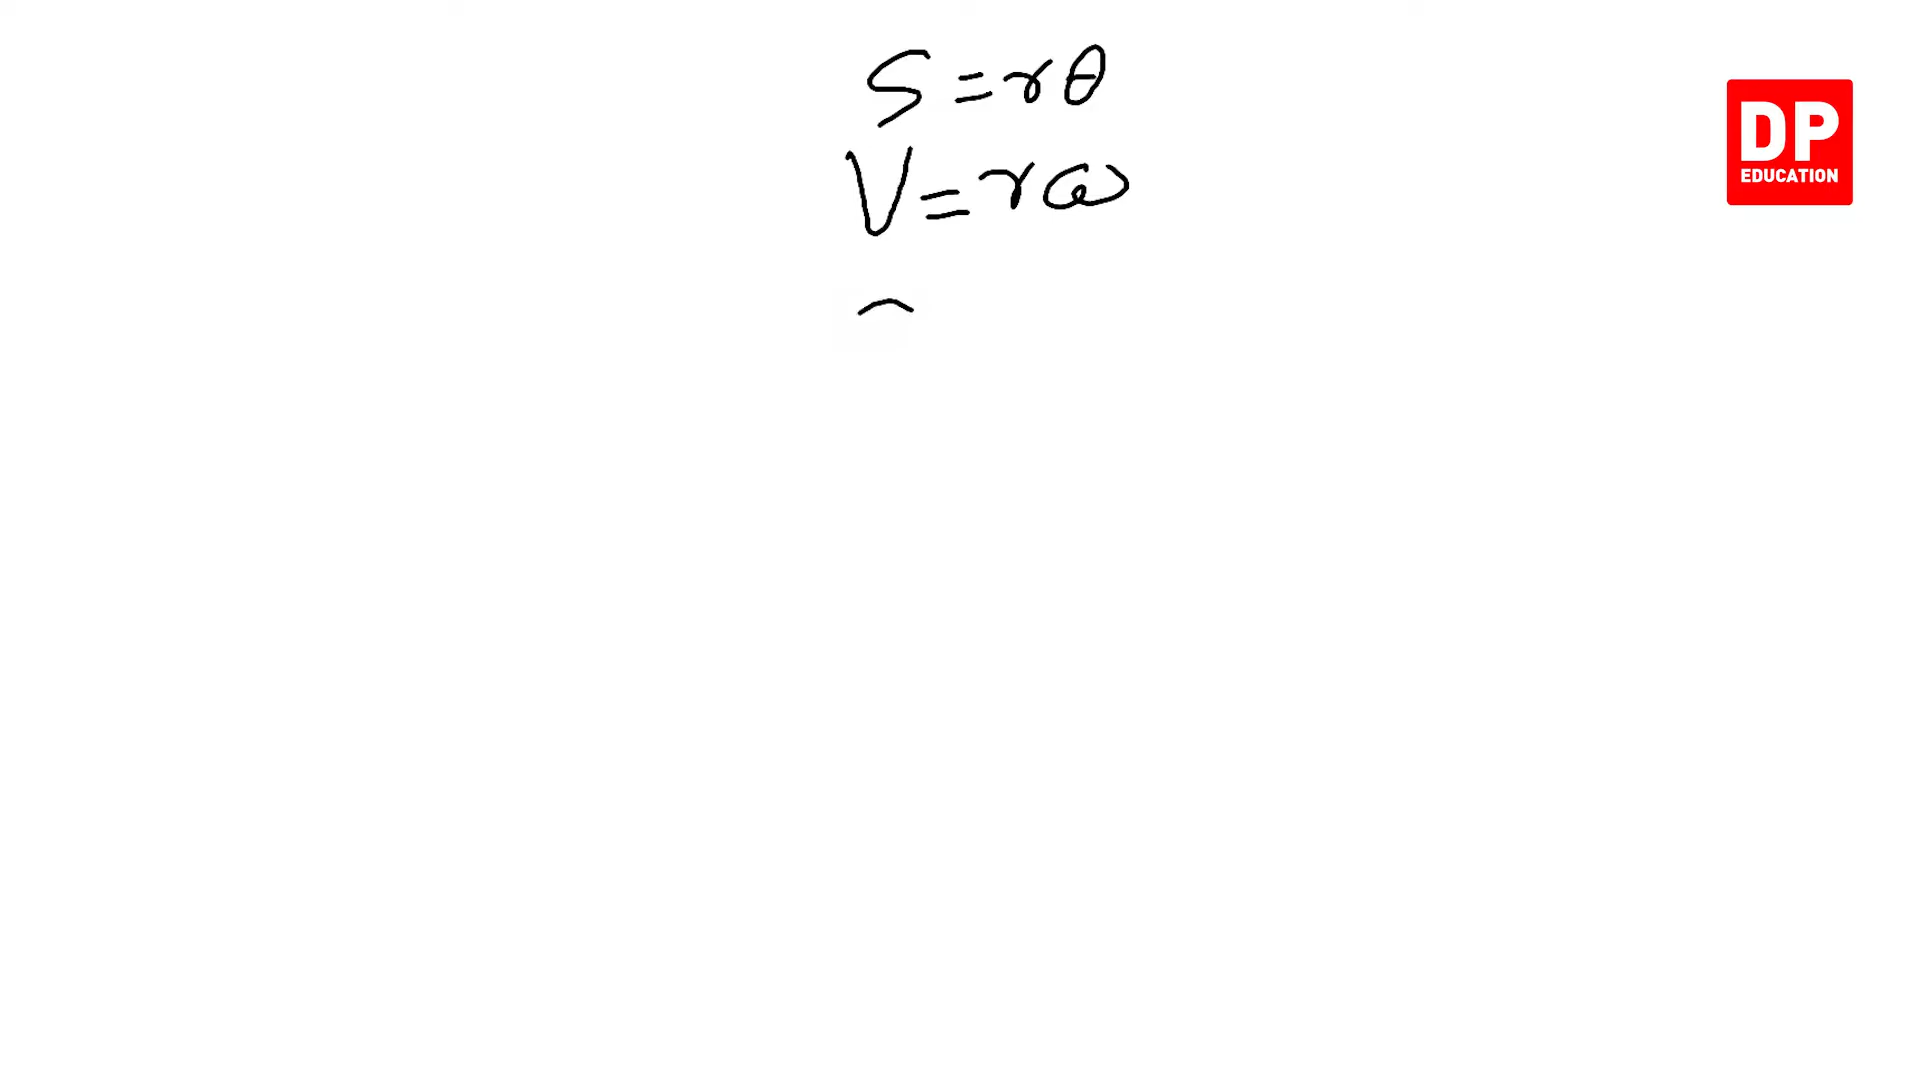 S = rθ
V = rω
DP
EDUCATION